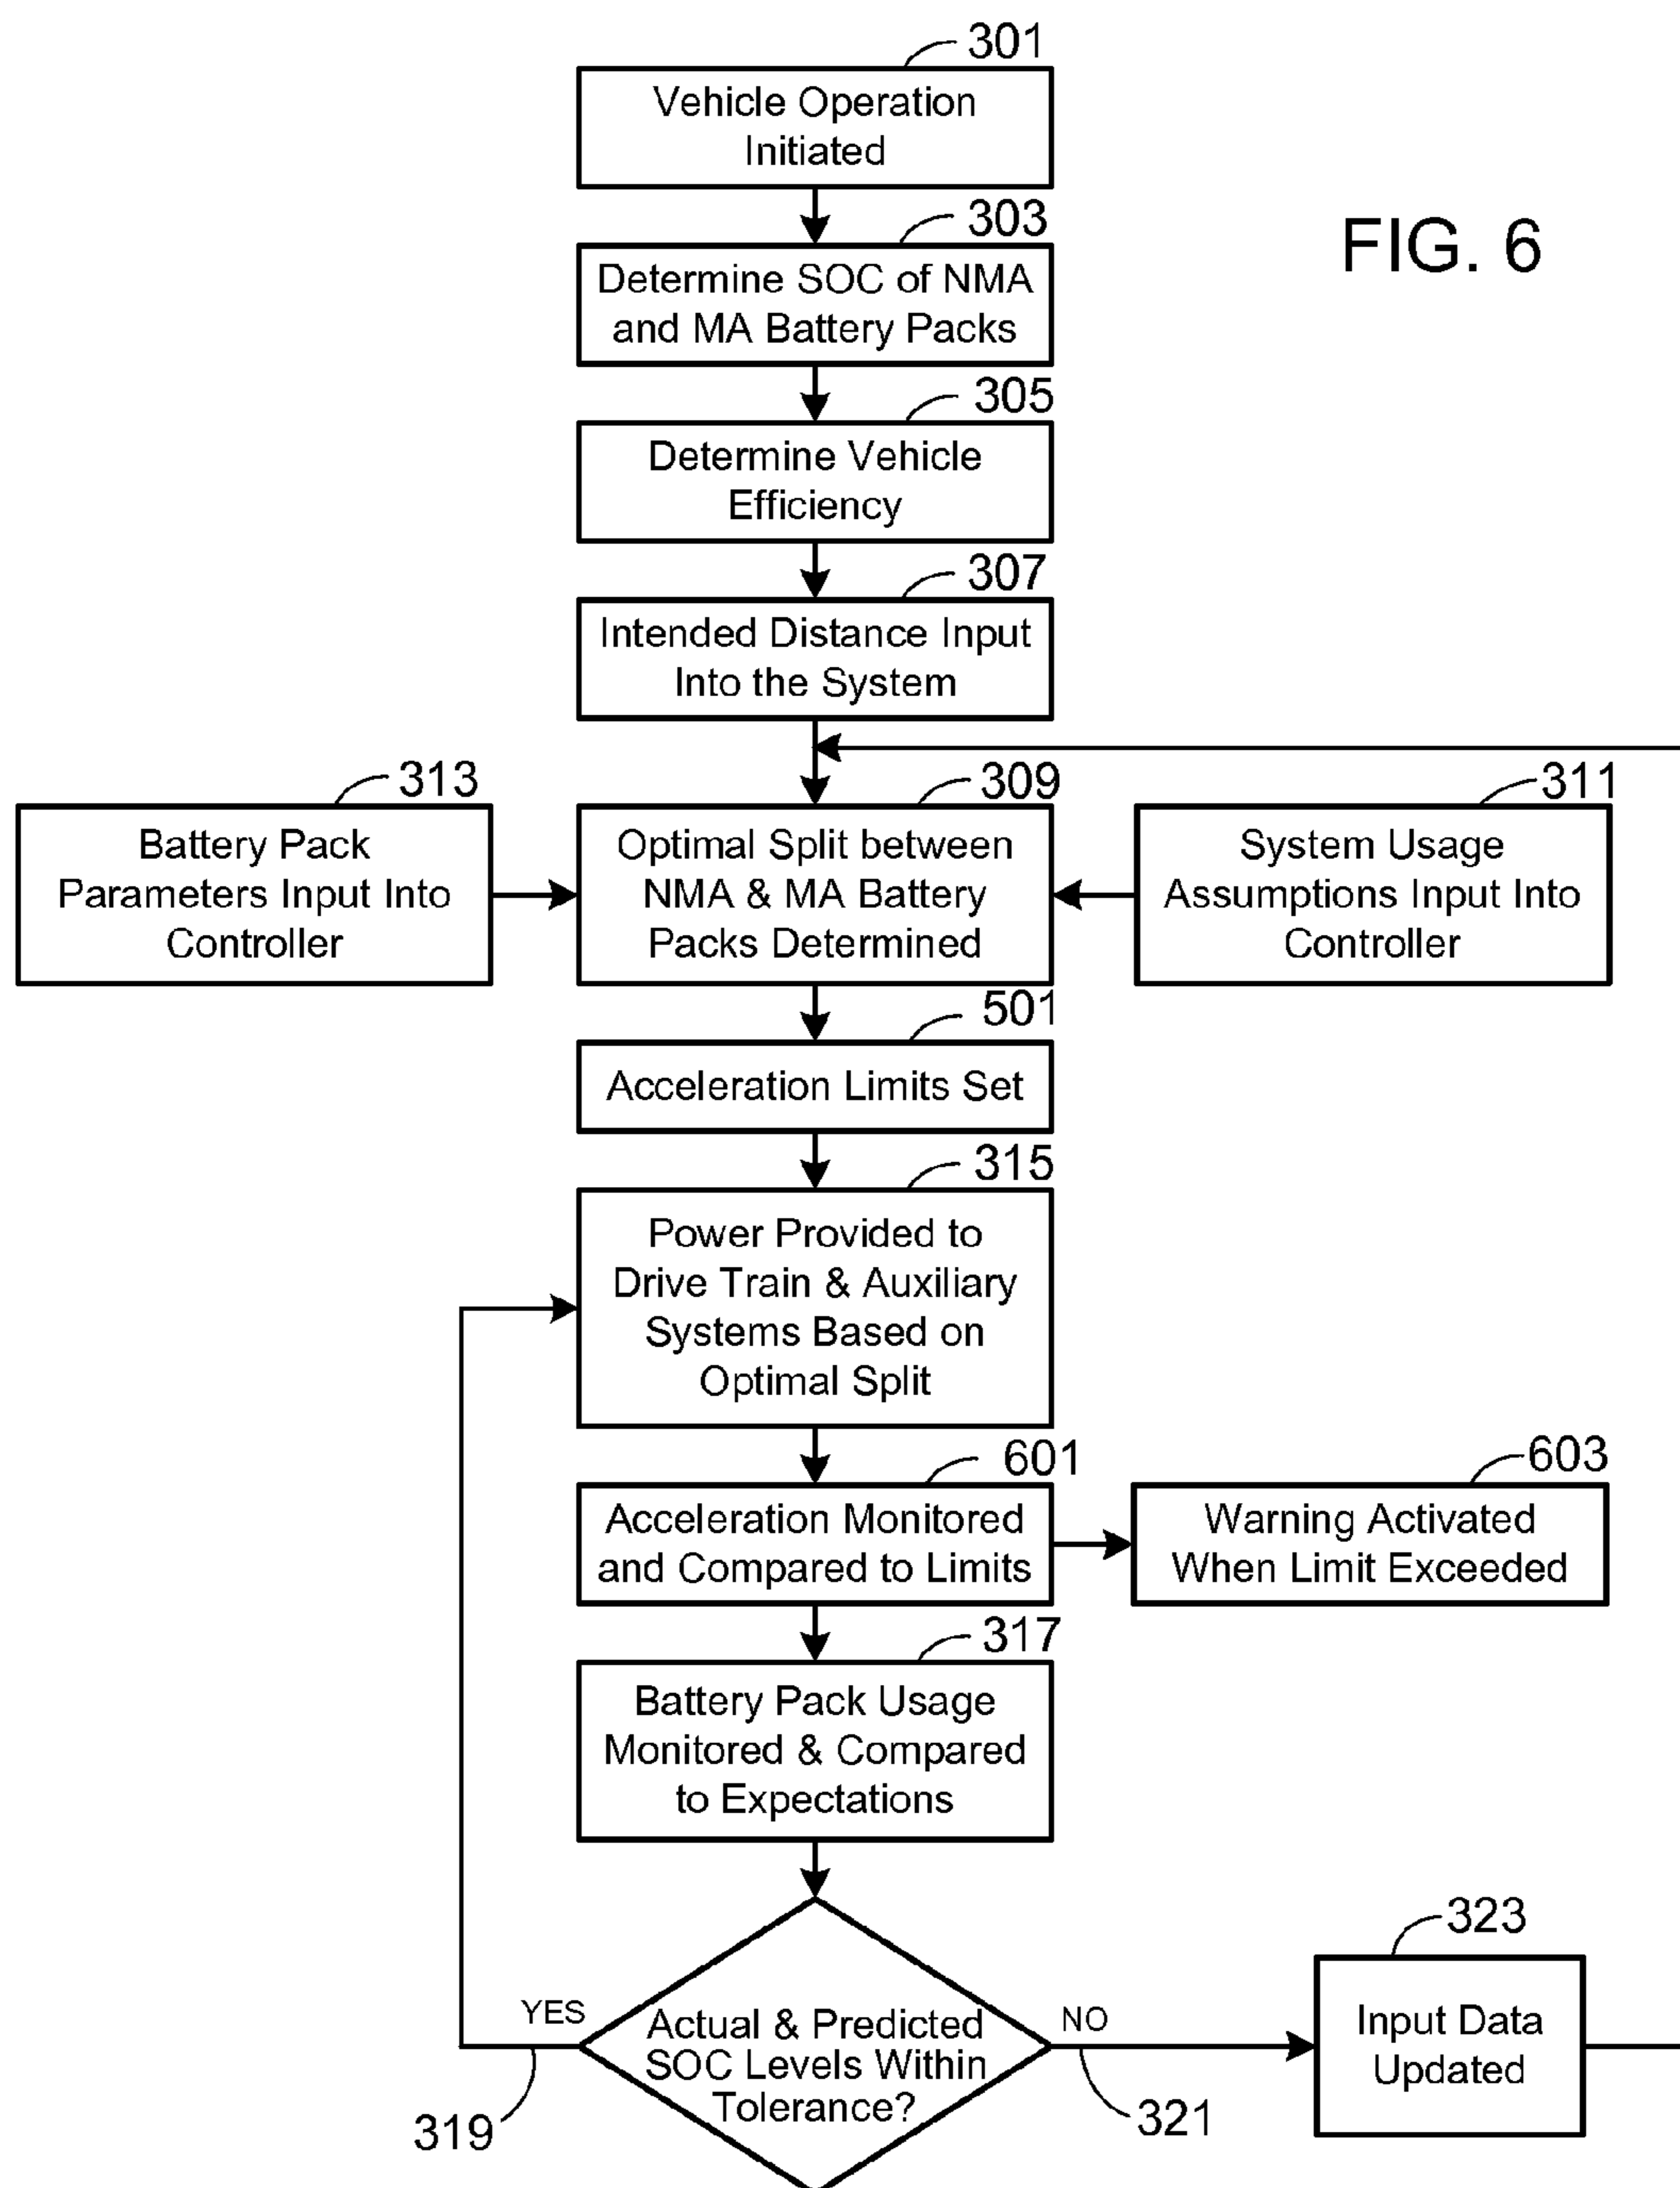 301
Vehicle Operation
Initiated
FIG. 6
303
Determine SOC of NMA
and MA Battery Packs
305
Determine Vehicle
Efficiency
307
Intended Distance Input
Into the System
313
Battery Pack
Parameters Input Into
Controller
309
Optimal Split between
NMA & MA Battery
Packs Determined
311
System Usage
Assumptions Input Into
Controller
501
Acceleration Limits Set
315
Power Provided to
Drive Train & Auxiliary
Systems Based on
Optimal Split
601
Acceleration Monitored
and Compared to Limits
603
Warning Activated
When Limit Exceeded
317
Battery Pack Usage
Monitored & Compared
to Expectations
YES
319
Actual & Predicted
SOC Levels Within
Tolerance?
NO
321
323
Input Data
Updated